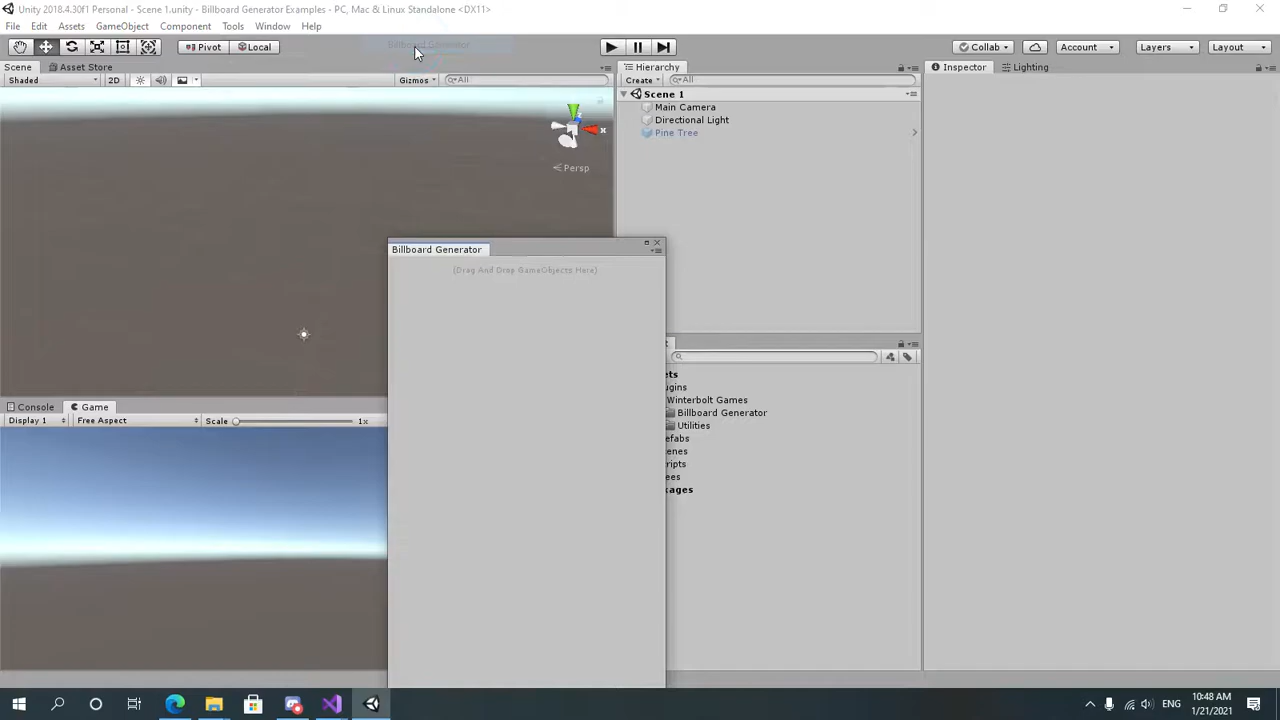 Unity 2018.4.30f1 Personal - Scene 1.unity - Billboard Generator Examples - PC, Mac & Linux Standalone <DX11>
File Edit Assets GameObject Component Tools Window Help
Billboard Generator
Pivot Local Collab Account Layers Layout
Scene Asset Store
Shaded 2D Gizmos All
Persp
Hierarchy
Create All
Scene 1
Main Camera
Directional Light
Pine Tree
Inspector Lighting
Billboard Generator
(Drag And Drop GameObjects Here)
ets
ugins
Winterbolt Games
Billboard Generator
Utilities
efabs
enes
ripts
ees
kages
Console Game
Display 1 Free Aspect Scale 1x
ENG
10:48 AM
1/21/2021